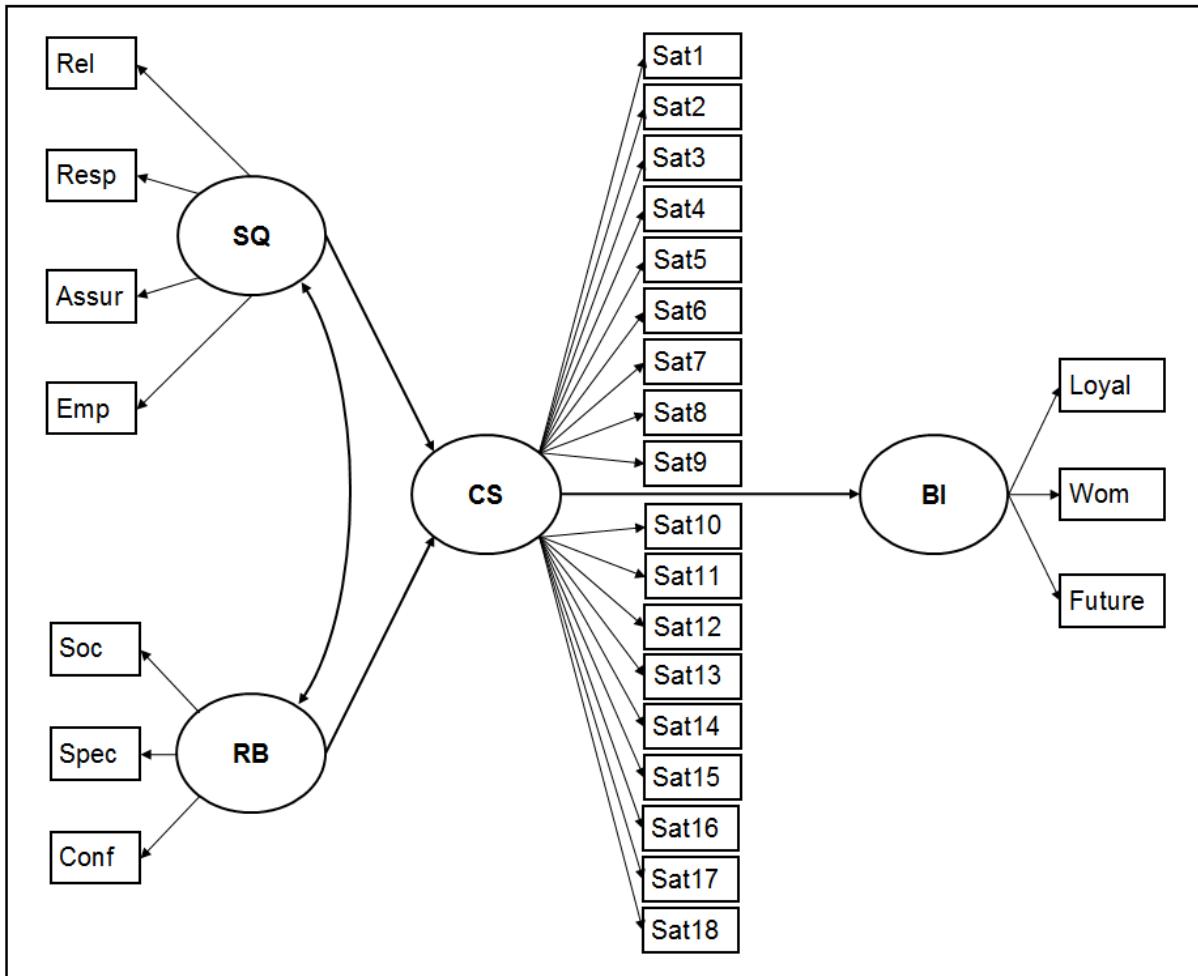 Rel
Resp
SQ
Assur
Emp
Soc
Spec
RB
Conf
CS
Sat1
Sat2
Sat3
Sat4
Sat5
Sat6
Sat7
Sat8
Sat9
Sat10
Sat11
Sat12
Sat13
Sat14
Sat15
Sat16
Sat17
Sat18
BI
Loyal
Wom
Future